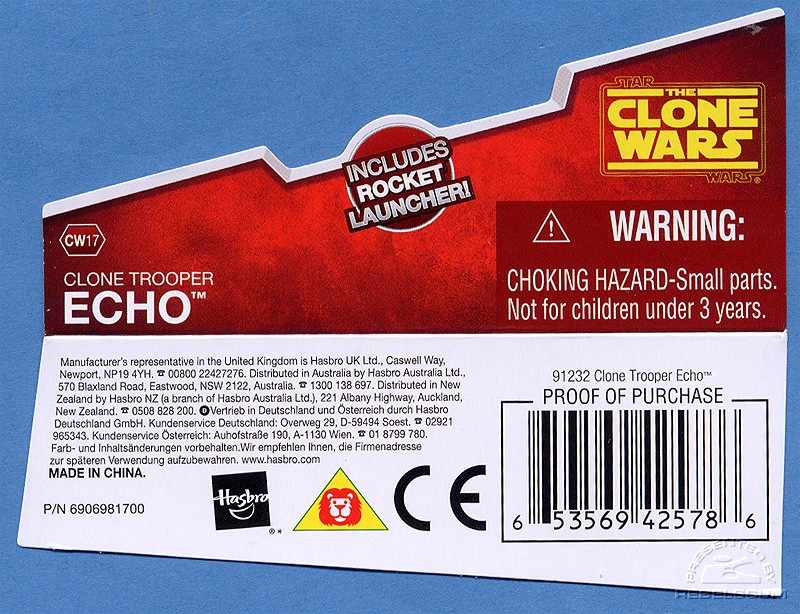 STAR
THE
CLONE
WARS
WARS®
INCLUDES
ROCKET
LAUNCHER!
CW17
CLONE TROOPER
ECHO™
WARNING:
CHOKING HAZARD-Small parts.
Not for children under 3 years.
Manufacturer's representative in the United Kingdom is Hasbro UK Ltd., Caswell Way,
Newport, NP19 4YH. ☎ 00800 22427276. Distributed in Australia by Hasbro Australia Ltd.,
570 Blaxland Road, Eastwood, NSW 2122, Australia. ☎ 1300 138 697. Distributed in New
Zealand by Hasbro NZ (a branch of Hasbro Australia Ltd.), 221 Albany Highway, Auckland,
New Zealand. ☎ 0508 828 200. D Vertrieb in Deutschland und Österreich durch Hasbro
Deutschland GmbH. Kundenservice Deutschland: Overweg 29, D-59494 Soest. ☎ 02921
965343. Kundenservice Österreich: Auhofstraße 190, A-1130 Wien. ☎ 01 8799 780.
Farb- und Inhaltsänderungen vorbehalten.Wir empfehlen Ihnen, die Firmenadresse
zur späteren Verwendung aufzubewahren. www.hasbro.com
MADE IN CHINA.
P/N 6906981700
Hasbro
®*
CE
91232 Clone Trooper Echo™
PROOF OF PURCHASE
6 53569 42578 6
PRESENTED BY
REBELSCUM